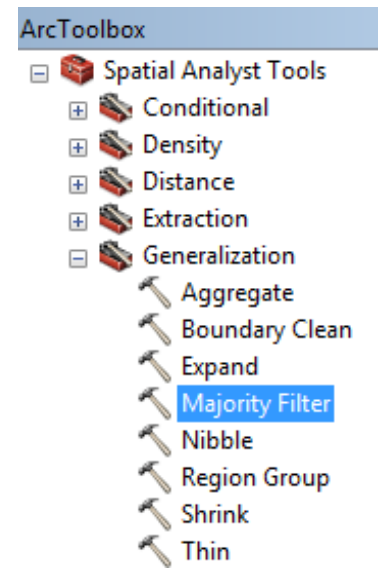 ArcToolbox
Spatial Analyst Tools
Conditional
Density
Distance
Extraction
Generalization
Aggregate
Boundary Clean
Expand
Majority Filter
Nibble
Region Group
Shrink
Thin